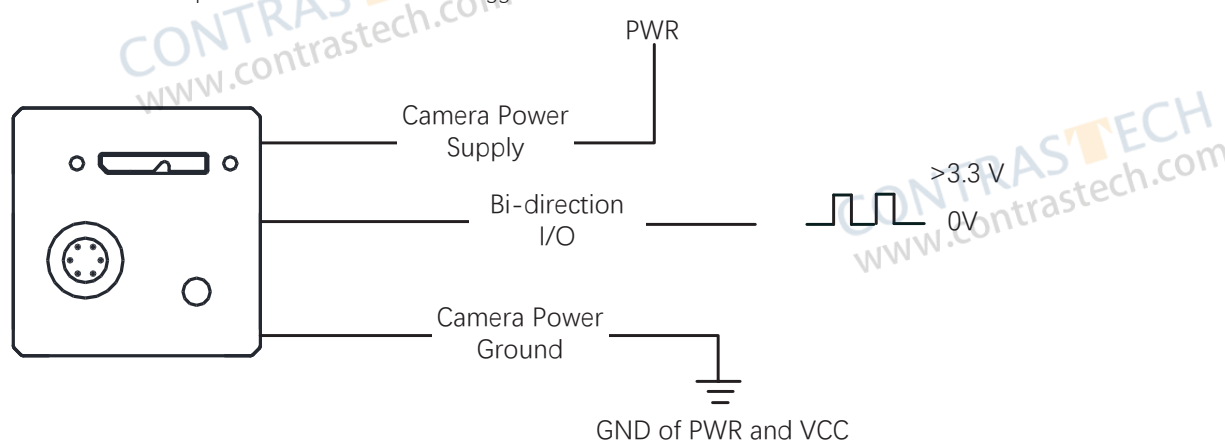 CONTRASTECH
www.contrastech.com
PWR
Camera Power
Supply
CONTRASTECH
www.contrastech.com
>3.3 V
0V
Bi-direction
I/O
Camera Power
Ground
GND of PWR and VCC